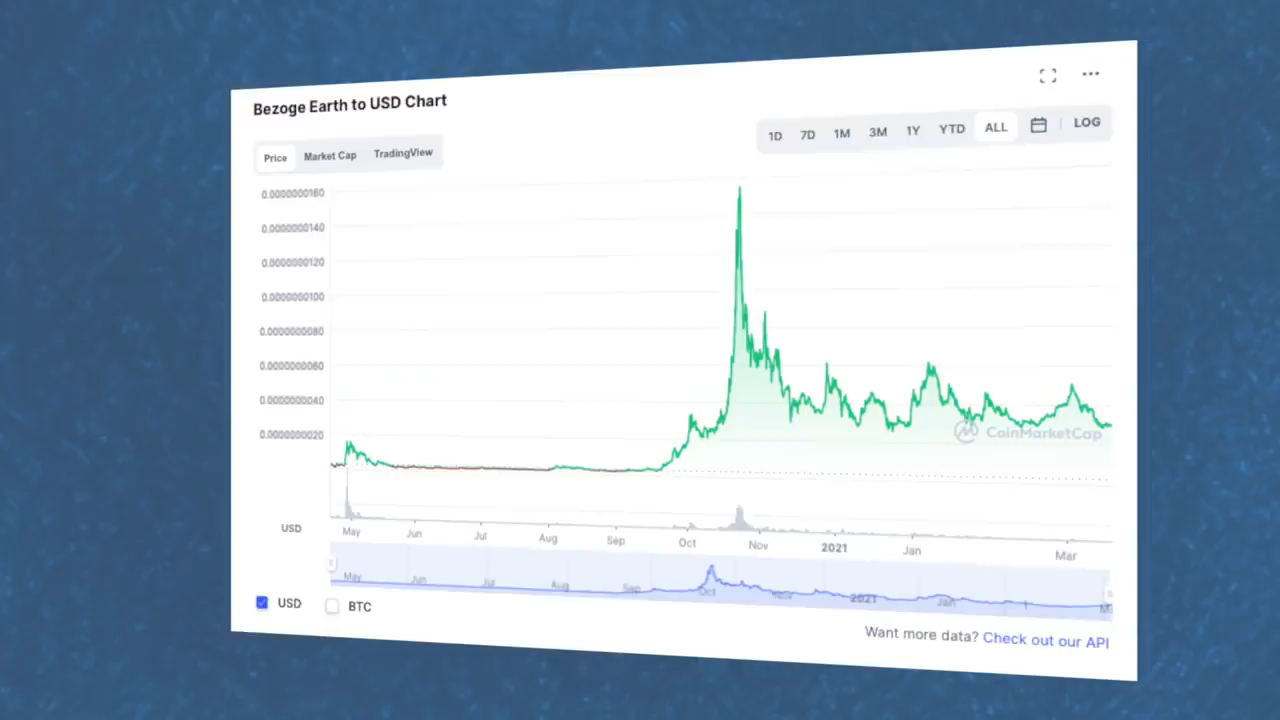 Bezoge Earth to USD Chart
Price Market Cap TradingView
1D 7D 1M 3M 1Y YTD ALL LOG
0.0000000160
0.0000000140
0.0000000120
0.0000000100
0.0000000080
0.0000000060
0.0000000040
0.0000000020
CoinMarketCap
USD
May Jun Jul Aug Sep Oct Nov 2021 Jan Mar
May Jun Jul Aug Sep Oct Nov 2021 Jan
USD BTC
Want more data? Check out our API